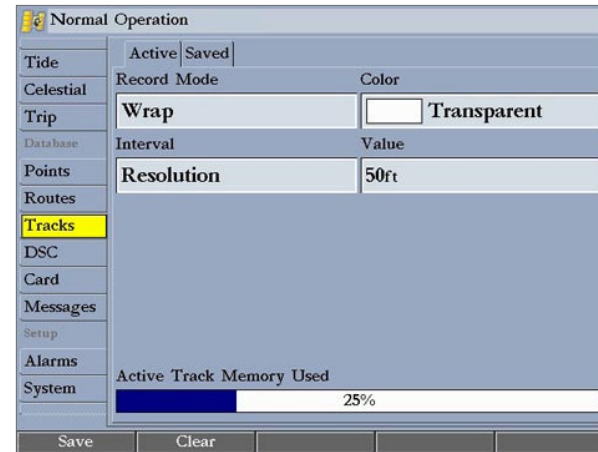 Normal Operation
Tide
Celestial
Trip
Database
Points
Routes
Tracks
DSC
Card
Messages
Setup
Alarms
System
Active Saved
Record Mode Color
Wrap Transparent
Interval Value
Resolution 50ft
Active Track Memory Used
25%
Save Clear